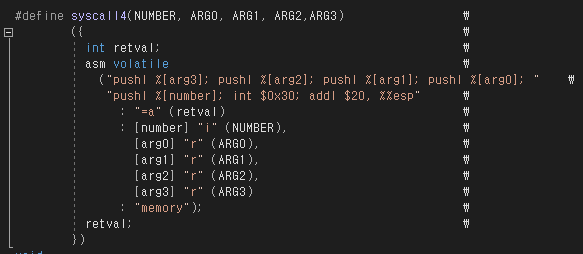 #define syscall4(NUMBER, ARG0, ARG1, ARG2,ARG3) ₩
({ ₩
int retval; ₩
asm volatile ₩
("pushl %[arg3]; pushl %[arg2]; pushl %[arg1]; pushl %[arg0]; " ₩
"pushl %[number]; int $0x30; addl $20, %%esp" ₩
: "=a" (retval) ₩
: [number] "i" (NUMBER), ₩
[arg0] "r" (ARG0), ₩
[arg1] "r" (ARG1), ₩
[arg2] "r" (ARG2), ₩
[arg3] "r" (ARG3) ₩
: "memory"); ₩
retval; ₩
})